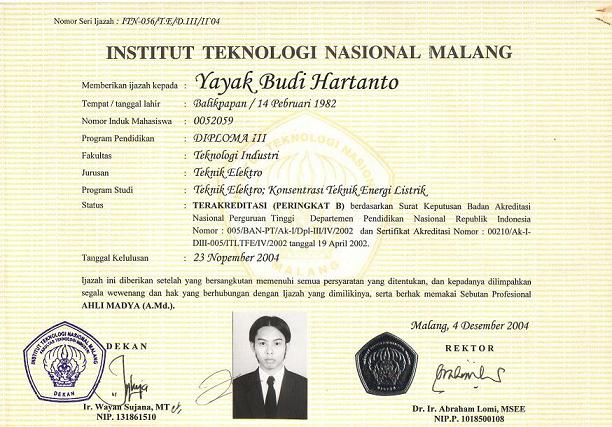 Nomor Seri Ijazah : ITN-056/T.E/D.III/II'04
INSTITUT TEKNOLOGI NASIONAL MALANG
Memberikan ijazah kepada : Yayak Budi Hartanto
Tempat / tanggal lahir : Balikpapan / 14 Pebruari 1982
Nomor Induk Mahasiswa : 0052059
Program Pendidikan : DIPLOMA III
Fakultas : Teknologi Industri
Jurusan : Teknik Elektro
Program Studi : Teknik Elektro; Konsentrasi Teknik Energi Listrik
Status : TERAKREDITASI (PERINGKAT B) berdasarkan Surat Keputusan Badan Akreditasi
Nasional Perguruan Tinggi Departemen Pendidikan Nasional Republik Indonesia
Nomor : 005/BAN-PT/Ak-I/Dpl-III/IV/2002 dan Sertifikat Akreditasi Nomor : 00210/Ak-I-
DIII-005/ITLTFE/IV/2002 tanggal 19 April 2002.
Tanggal Kelulusan : 23 Nopember 2004
Ijazah ini diberikan setelah yang bersangkutan memenuhi semua persyaratan yang ditentukan, dan kepadanya dilimpahkan
segala wewenang dan hak yang berhubungan dengan Ijazah yang dimilikinya, serta berhak memakai Sebutan Profesional
AHLI MADYA (A.Md.).
Malang, 4 Desember 2004
DEKAN
REKTOR
INSTITUT TEKNOLOGI NASIONAL MALANG
DEKAN
Ir. Wayan Sujana, MT
NIP. 131861510
Dr. Ir. Abraham Lomi, MSEE
NIP.P. 1018500108
TEKNOLOGI NASIONAL
MALANG